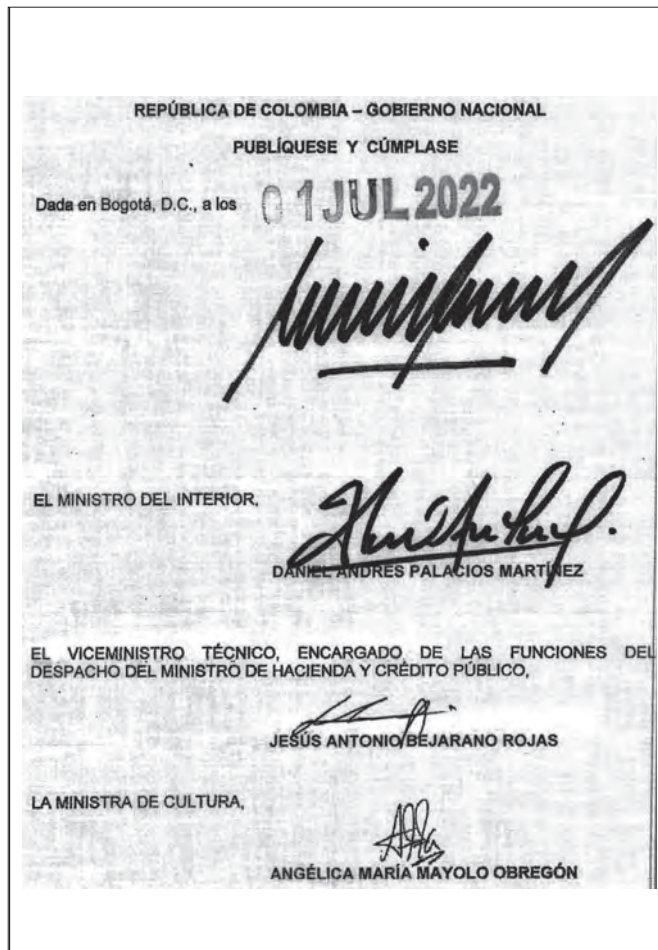 REPÚBLICA DE COLOMBIA – GOBIERNO NACIONAL
PUBLÍQUESE Y CÚMPLASE
Dada en Bogotá, D.C., a los 01 JUL 2022
EL MINISTRO DEL INTERIOR,
DANIEL ANDRES PALACIOS MARTÍNEZ
EL VICEMINISTRO TÉCNICO, ENCARGADO DE LAS FUNCIONES DEL
DESPACHO DEL MINISTRO DE HACIENDA Y CRÉDITO PÚBLICO,
JESÚS ANTONIO BEJARANO ROJAS
LA MINISTRA DE CULTURA,
ANGÉLICA MARÍA MAYOLO OBREGÓN